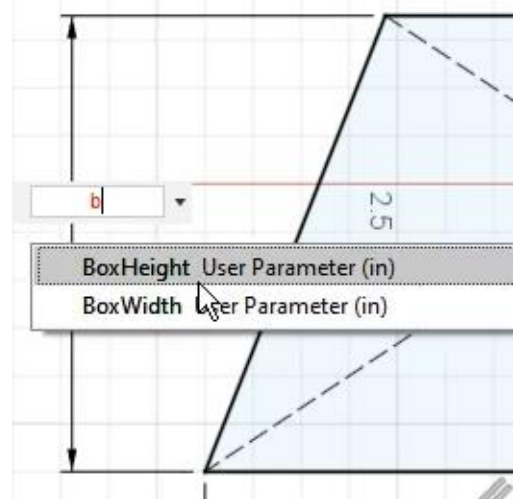 b
2.5
BoxHeight User Parameter (in)
BoxWidth User Parameter (in)